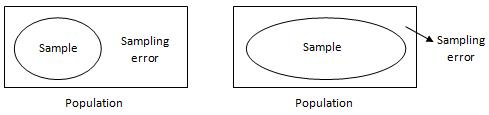 Sample
Sampling
error
Population
Sample
Sampling
error
Population